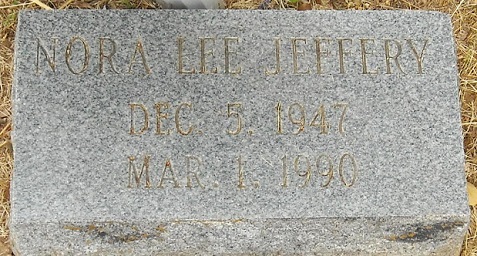 NORA LEE JEFFERY
DEC. 5, 1947
MAR. 1, 1990